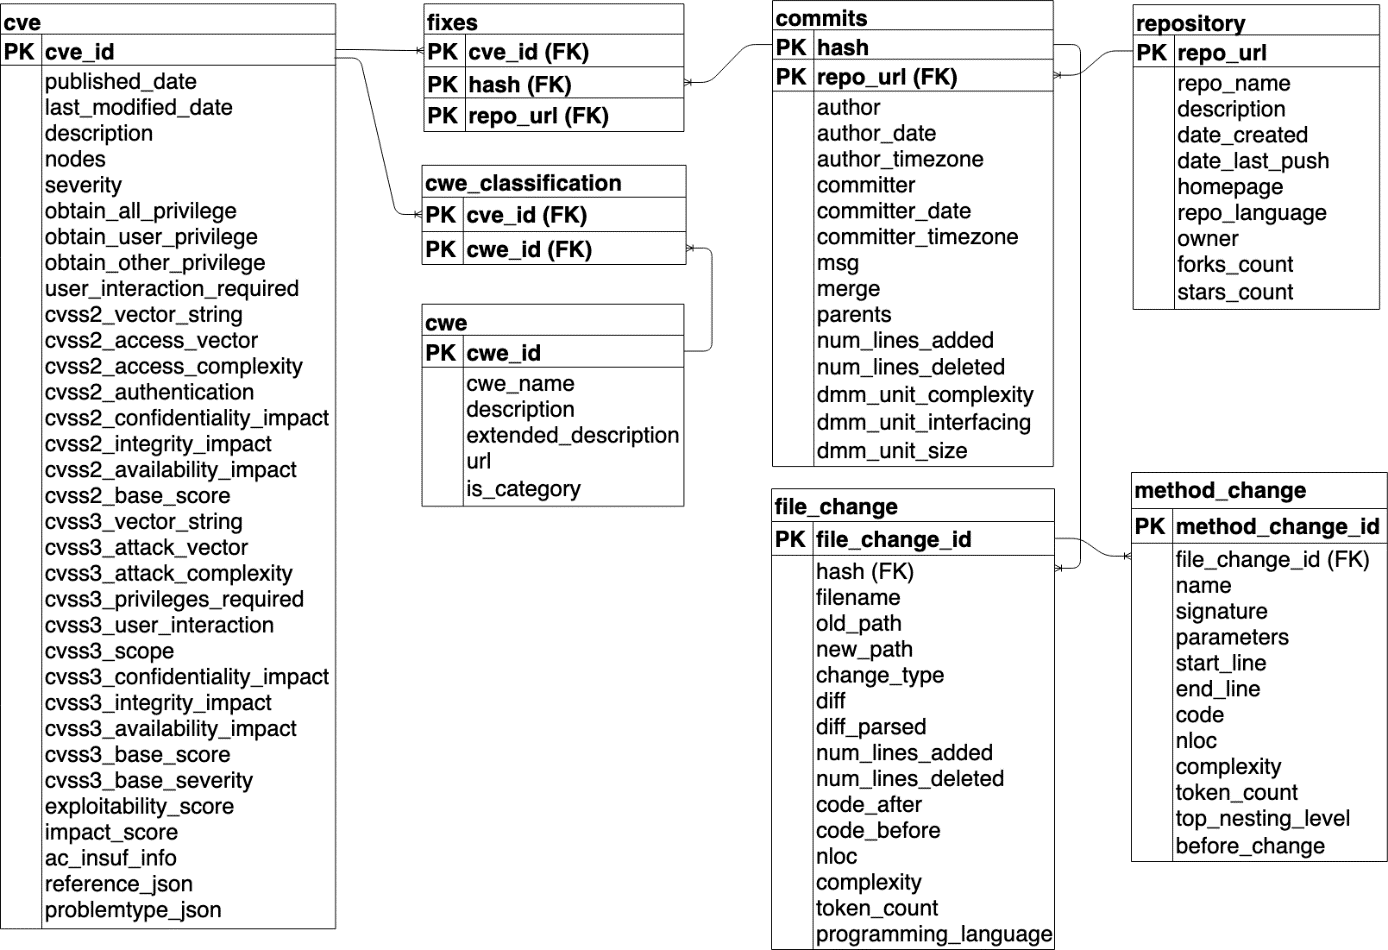 cve
PK cve_id
published_date
last_modified_date
description
nodes
severity
obtain_all_privilege
obtain_user_privilege
obtain_other_privilege
user_interaction_required
cvss2_vector_string
cvss2_access_vector
cvss2_access_complexity
cvss2_authentication
cvss2_confidentiality_impact
cvss2_integrity_impact
cvss2_availability_impact
cvss2_base_score
cvss3_vector_string
cvss3_attack_vector
cvss3_attack_complexity
cvss3_privileges_required
cvss3_user_interaction
cvss3_scope
cvss3_confidentiality_impact
cvss3_integrity_impact
cvss3_availability_impact
cvss3_base_score
cvss3_base_severity
exploitability_score
impact_score
ac_insuf_info
reference_json
problemtype_json
fixes
PK cve_id (FK)
PK hash (FK)
PK repo_url (FK)
cwe_classification
PK cve_id (FK)
PK cwe_id (FK)
cwe
PK cwe_id
cwe_name
description
extended_description
url
is_category
commits
PK hash
PK repo_url (FK)
author
author_date
author_timezone
committer
committer_date
committer_timezone
msg
merge
parents
num_lines_added
num_lines_deleted
dmm_unit_complexity
dmm_unit_interfacing
dmm_unit_size
file_change
PK file_change_id
hash (FK)
filename
old_path
new_path
change_type
diff
diff_parsed
num_lines_added
num_lines_deleted
code_after
code_before
nloc
complexity
token_count
programming_language
repository
PK repo_url
repo_name
description
date_created
date_last_push
homepage
repo_language
owner
forks_count
stars_count
method_change
PK method_change_id
file_change_id (FK)
name
signature
parameters
start_line
end_line
code
nloc
complexity
token_count
top_nesting_level
before_change